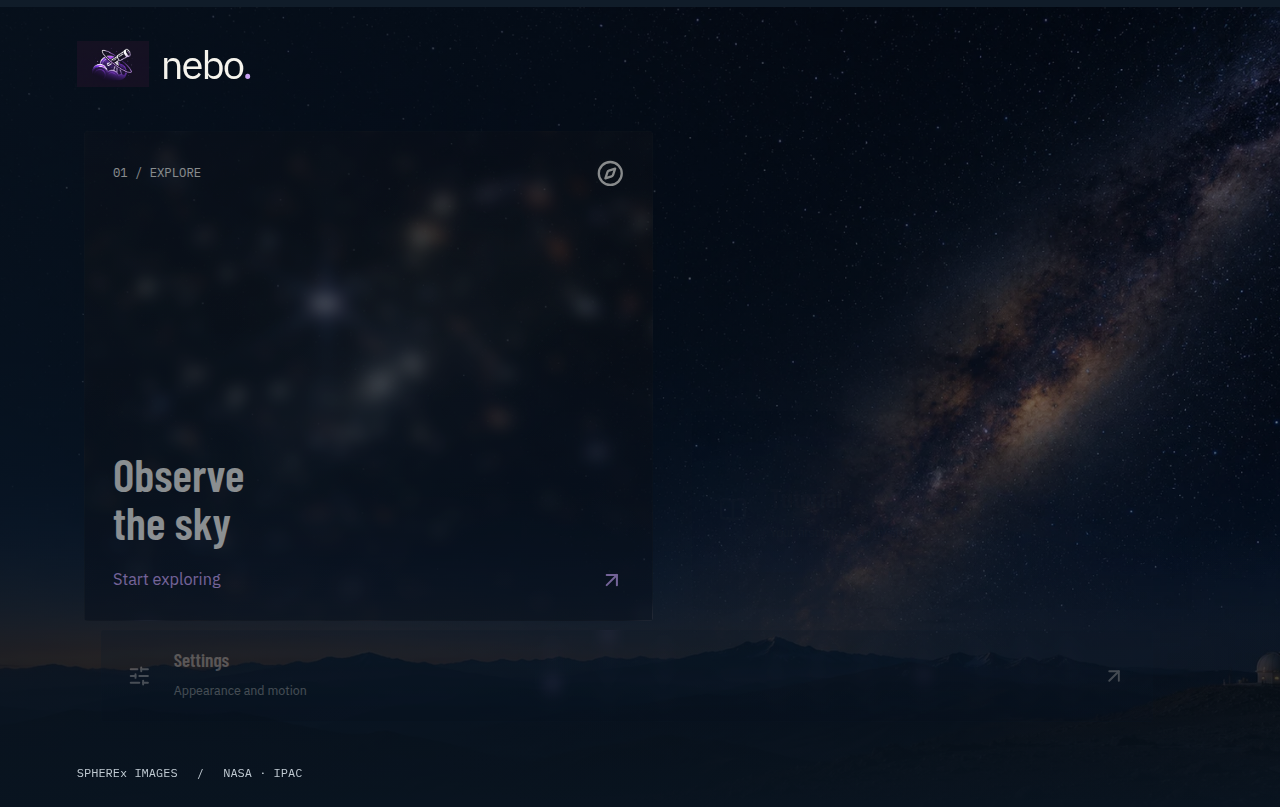 nebo.
01 / EXPLORE
Observe
the sky
Start exploring
Settings
Appearance and motion
SPHEREx IMAGES / NASA · IPAC